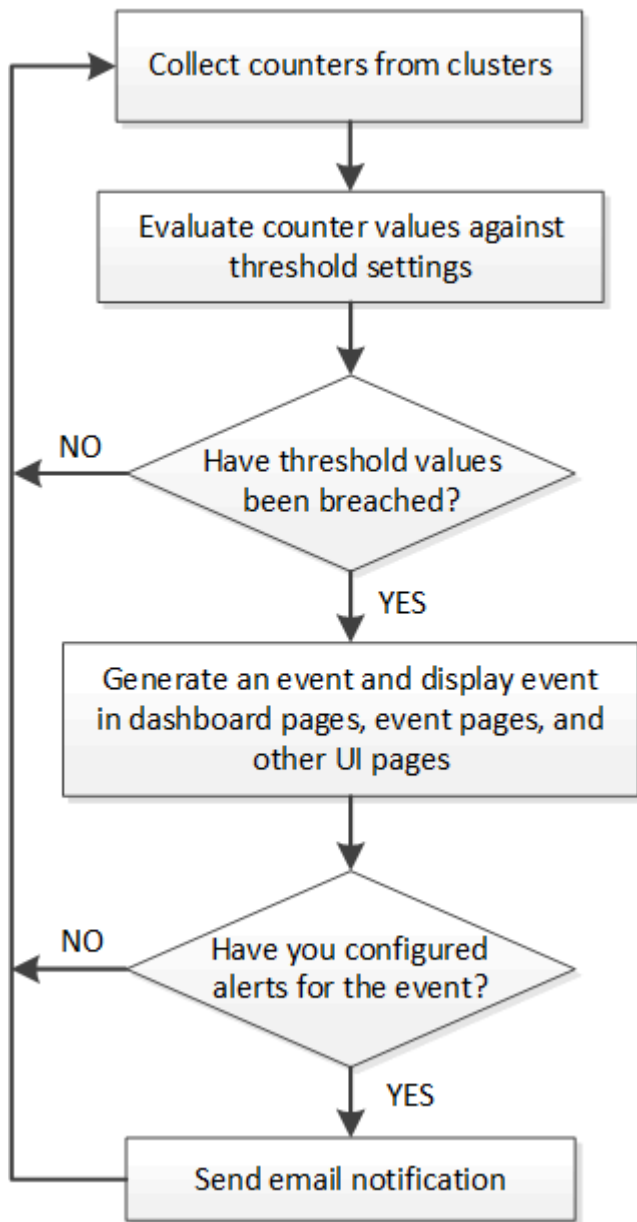 Collect counters from clusters
Evaluate counter values against
threshold settings
NO
Have threshold values
been breached?
YES
Generate an event and display event
in dashboard pages, event pages, and
other UI pages
NO
Have you configured
alerts for the event?
YES
Send email notification